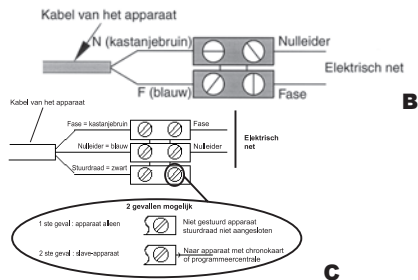 Kabel van het apparaat
N (kastanjebruin)
Nulleider
Elektrisch net
F (blauw)
Fase
B
Kabel van het apparaat
Fase = kastanjebruin
Fase
Nulleider = blauw
Nulleider
Elektrisch
net
Stuurdraad = zwart
2 gevallen mogelijk
1 ste geval : apparaat alleen
Niet gestuurd apparaat
stuurdraad niet aangesloten
2 ste geval : slave-apparaat
Naar apparaat met chronokaart
of programmeercentrale
C